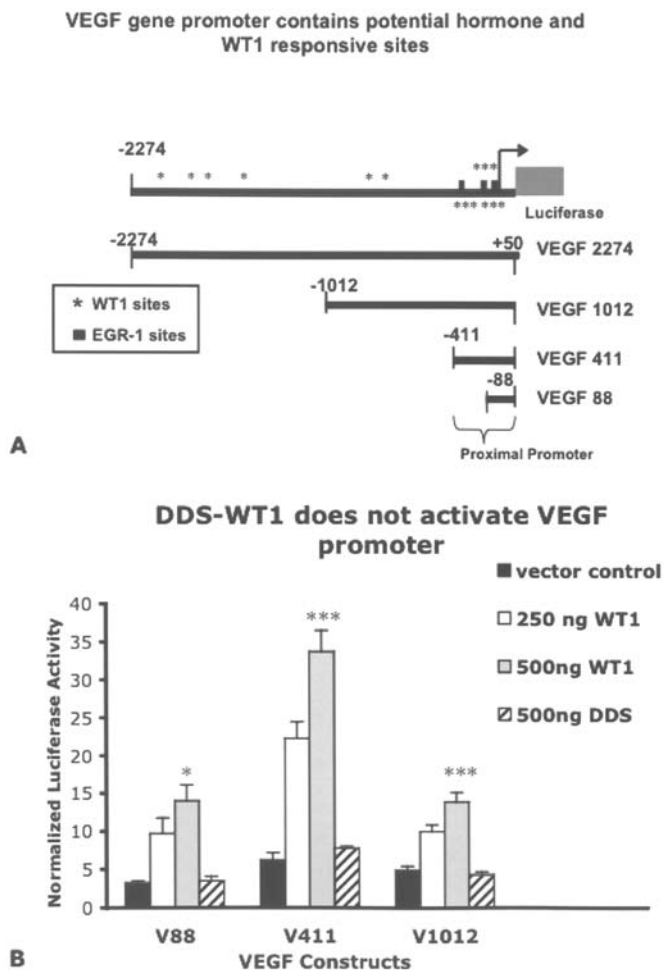 VEGF gene promoter contains potential hormone and
WT1 responsive sites
-2274
* * * * * * ***
*** ***
Luciframe
-2274 +50 VEGF 2274
-1012 VEGF 1012
* WT1 sites
■ EGR-1 sites
-411 VEGF 411
-88 VEGF 88
Proximal Promoter
A
DDS-WT1 does not activate VEGF
promoter
vector control
250 ng WT1
500ng WT1
500ng DDS
Normalized Luciferase Activity
40
35
30
25
20
15
10
5
0
* *** ***
V88 V411 V1012
VEGF Constructs
B